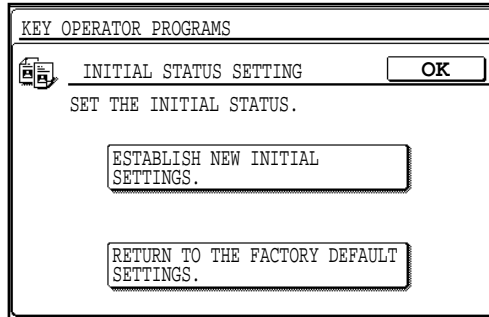 KEY OPERATOR PROGRAMS
INITIAL STATUS SETTING
OK
SET THE INITIAL STATUS.
ESTABLISH NEW INITIAL
SETTINGS.
RETURN TO THE FACTORY DEFAULT
SETTINGS.